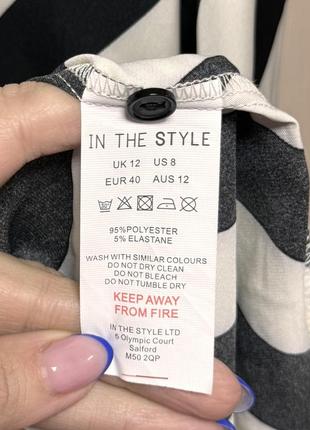 IN THE STYLE
UK 12 US 8
EUR 40 AUS 12
95%POLYESTER
5% ELASTANE
WASH WITH SIMILAR COLOURS
DO NOT DRY CLEAN
DO NOT BLEACH
DO NOT TUMBLE DRY
KEEP AWAY
FROM FIRE
IN THE STYLE LTD
5 Olympic Court
Salford
M50 2QP